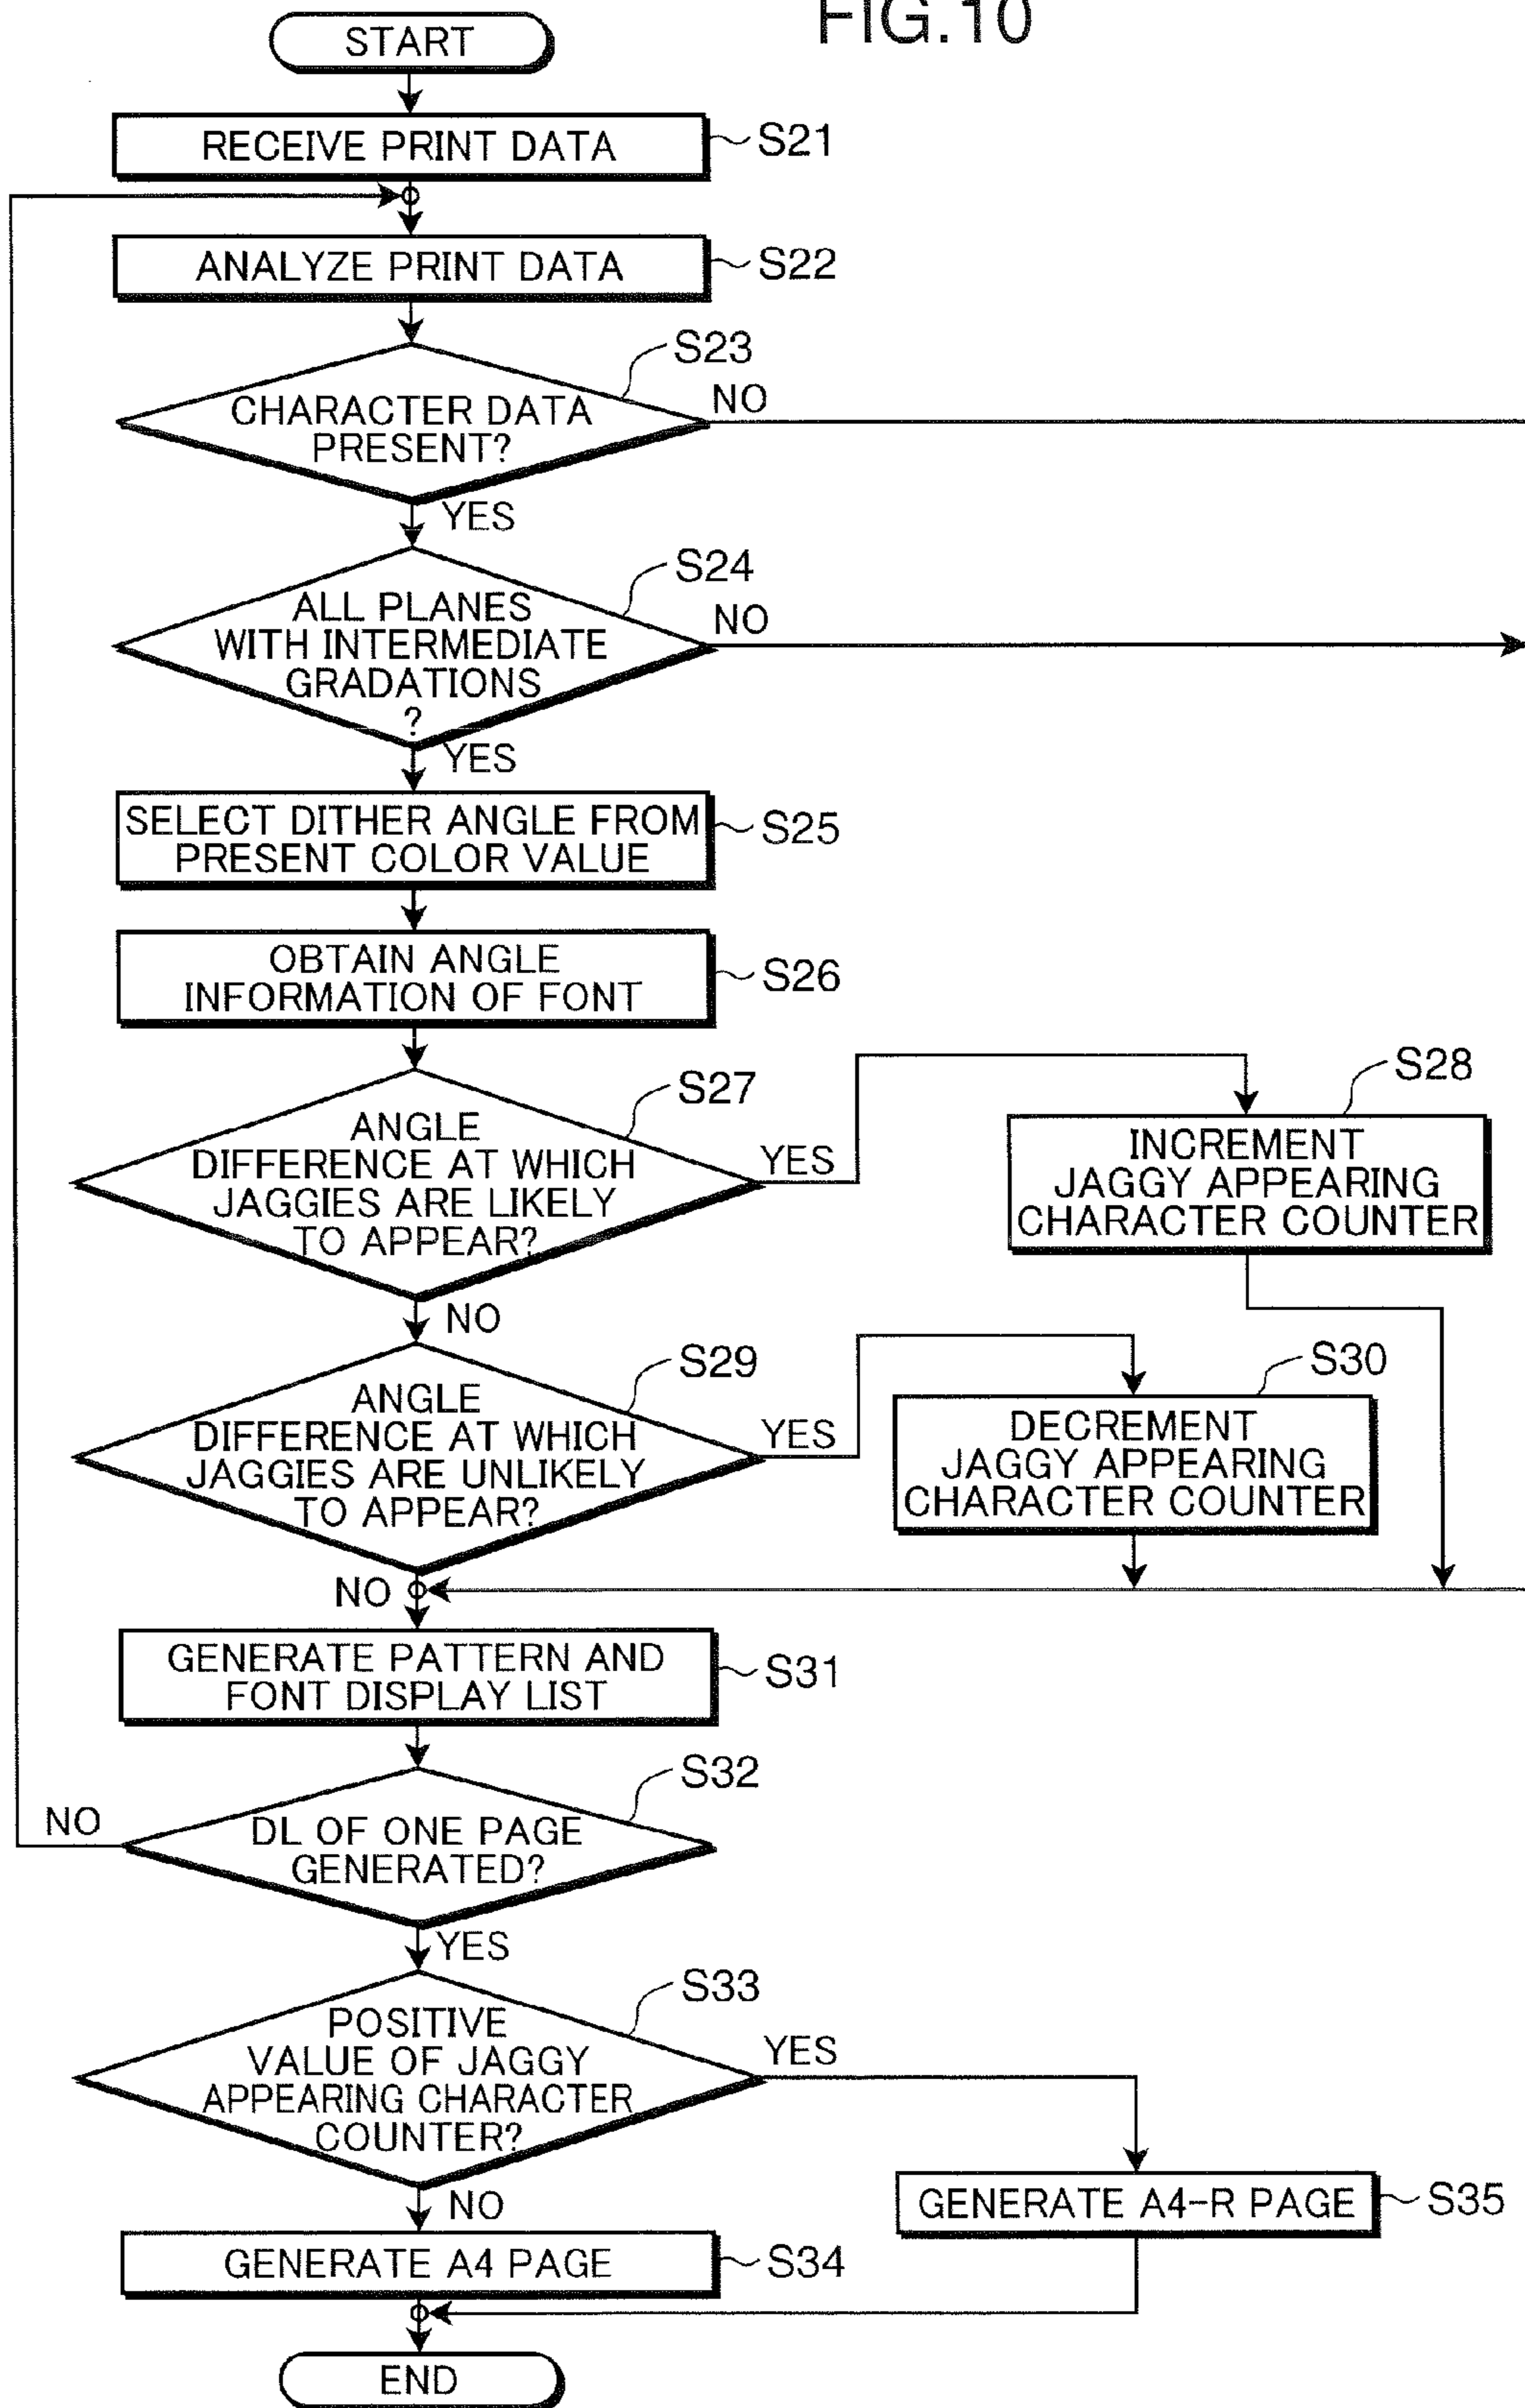 FIG.10
START
RECEIVE PRINT DATA
S21
ANALYZE PRINT DATA
S22
S23
CHARACTER DATA
PRESENT?
NO
YES
S24
ALL PLANES
WITH INTERMEDIATE
GRADATIONS
?
NO
YES
SELECT DITHER ANGLE FROM
PRESENT COLOR VALUE
S25
OBTAIN ANGLE
INFORMATION OF FONT
S26
S27
ANGLE
DIFFERENCE AT WHICH
JAGGIES ARE LIKELY
TO APPEAR?
YES
S28
INCREMENT
JAGGY APPEARING
CHARACTER COUNTER
NO
S29
ANGLE
DIFFERENCE AT WHICH
JAGGIES ARE UNLIKELY
TO APPEAR?
YES
S30
DECREMENT
JAGGY APPEARING
CHARACTER COUNTER
NO
GENERATE PATTERN AND
FONT DISPLAY LIST
S31
S32
DL OF ONE PAGE
GENERATED?
NO
YES
S33
POSITIVE
VALUE OF JAGGY
APPEARING CHARACTER
COUNTER?
YES
NO
GENERATE A4-R PAGE
S35
GENERATE A4 PAGE
S34
END